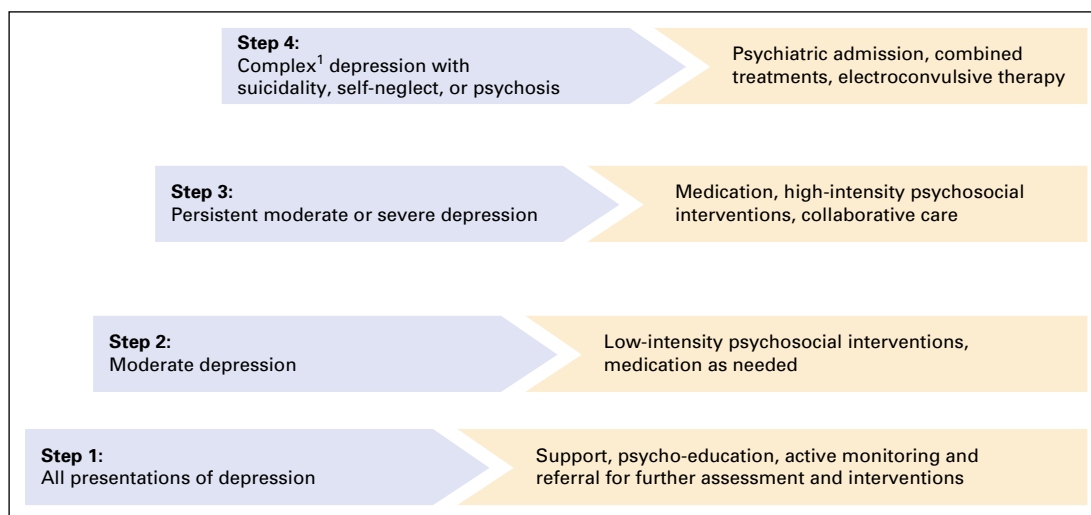 Step 4:
Complex¹ depression with
suicidality, self-neglect, or psychosis
Psychiatric admission, combined
treatments, electroconvulsive therapy
Step 3:
Persistent moderate or severe depression
Medication, high-intensity psychosocial
interventions, collaborative care
Step 2:
Moderate depression
Low-intensity psychosocial interventions,
medication as needed
Step 1:
All presentations of depression
Support, psycho-education, active monitoring and
referral for further assessment and interventions